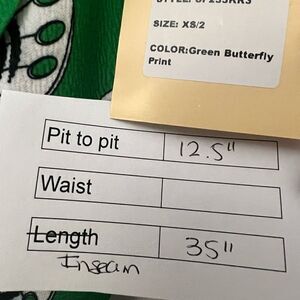 SIZE: XS/2
COLOR:Green Butterfly
Print
Pit to pit 12.5"
Waist
Length 35"
Inseam